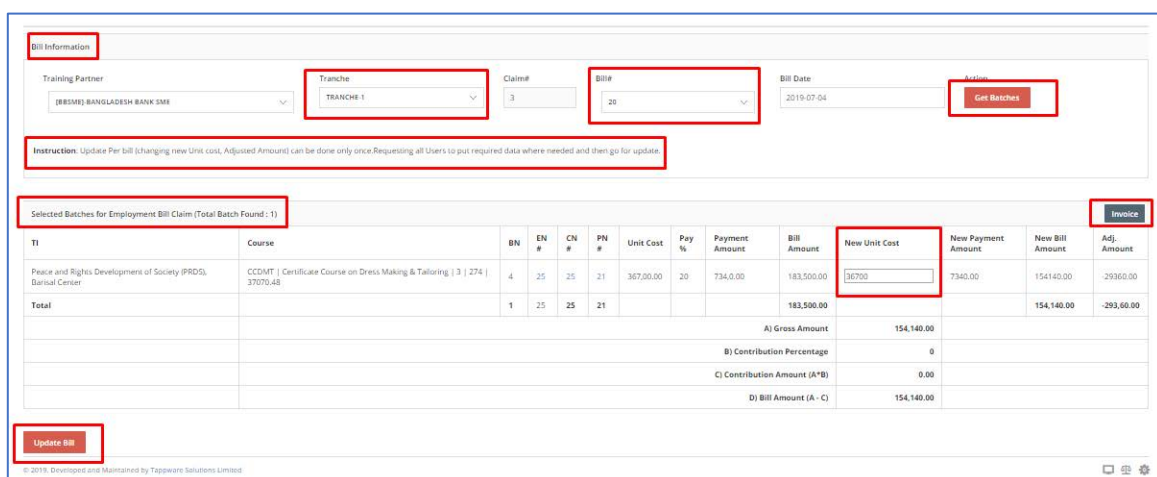 Bill Information
Training Partner Tranche Claim# Bill# Bill Date Action
[BBSME]-BANGLADESH BANK SME TRANCHE-1 3 20 2019-07-04 Get Batches
Instruction: Update Per bill (changing new Unit cost, Adjusted Amount) can be done only once.Requesting all Users to put required data where needed and then go for update.
Selected Batches for Employment Bill Claim (Total Batch Found : 1) Invoice
TI Course BN EN # CN # PN # Unit Cost Pay % Payment Amount Bill Amount New Unit Cost New Payment Amount New Bill Amount Adj. Amount
Peace and Rights Development of Society (PRDS), Barisal Center CCDMT | Certificate Course on Dress Making & Tailoring | 3 | 274 | 37070.48 4 25 25 21 367,00.00 20 734,0.00 183,500.00 36700 7340.00 154140.00 -29360.00
Total 1 25 25 21 183,500.00 154,140.00 -293,60.00
A) Gross Amount 154,140.00
B) Contribution Percentage 0
C) Contribution Amount (A*B) 0.00
D) Bill Amount (A - C) 154,140.00
Update Bill
© 2019. Developed and Maintained by Tappware Solutions Limited